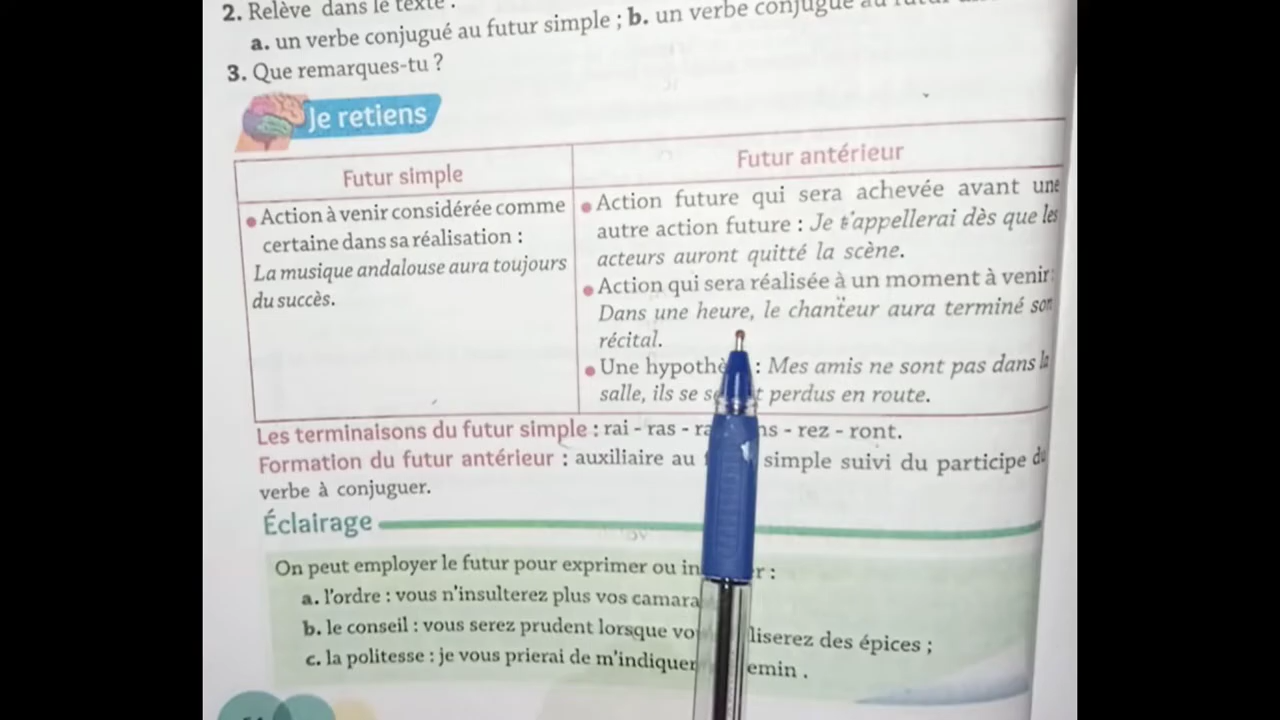 2. Relève dans le texte :
a. un verbe conjugué au futur simple ; b. un verbe conjugué au futur
3. Que remarques-tu ?
Je retiens
Futur simple
Action à venir considérée comme
certaine dans sa réalisation :
La musique andalouse aura toujours
du succès.
Futur antérieur
Action future qui sera achevée avant une
autre action future : Je t'appellerai dès que les
acteurs auront quitté la scène.
Action qui sera réalisée à un moment à venir:
Dans une heure, le chanteur aura terminé son
récital.
Une : Mes amis ne sont pas dans la
salle, ils se perdus en route.
Les terminaisons du futur simple : rai - ras - - rez - ront.
Formation du futur antérieur : auxiliaire au simple suivi du participe du
verbe à conjuguer.
Éclairage
On peut employer le futur pour exprimer ou :
a. l'ordre : vous n'insulterez plus vos
b. le conseil : vous serez prudent lorsque des épices ;
c. la politesse : je vous prierai de .